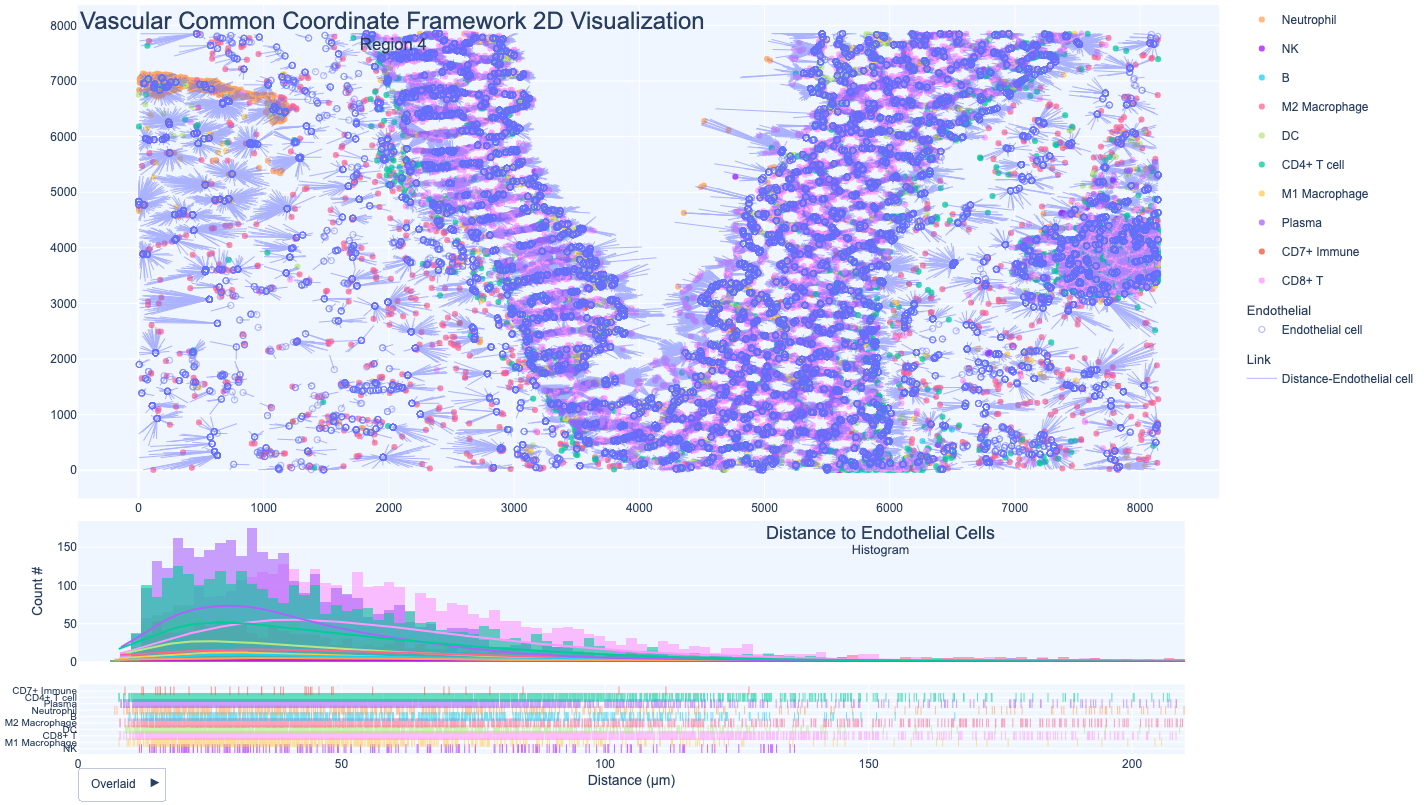 Vascular Common Coordinate Framework 2D Visualization
Region 4
8000
7000
6000
5000
4000
3000
2000
1000
0
0 1000 2000 3000 4000 5000 6000 7000 8000
Neutrophil
NK
B
M2 Macrophage
DC
CD4+ T cell
M1 Macrophage
Plasma
CD7+ Immune
CD8+ T
Endothelial
Endothelial cell
Link
Distance-Endothelial cell
Distance to Endothelial Cells
Histogram
Count #
150
100
50
0
CD7+ Immune
CD4+ T cell
Plasma
Neutrophil
B
M2 Macrophage
DC
CD8+ T
M1 Macrophage
NK
0 50 100 150 200
Distance (μm)
Overlaid ▶